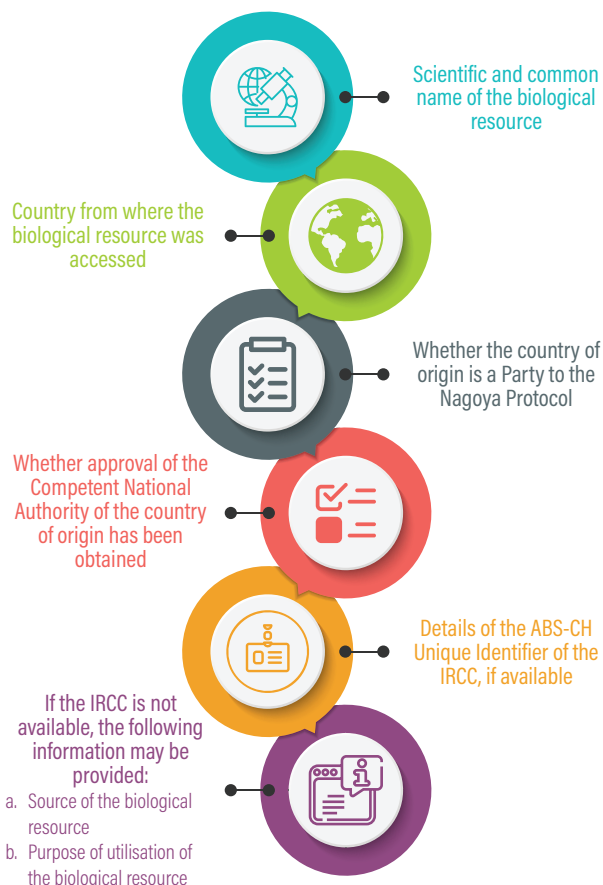 Scientific and common
name of the biological
resource
Country from where the
biological resource was
accessed
Whether the country of
origin is a Party to the
Nagoya Protocol
Whether approval of the
Competent National
Authority of the country
of origin has been
obtained
Details of the ABS-CH
Unique Identifier of the
IRCC, if available
If the IRCC is not
available, the following
information may be
provided:
a. Source of the biological
resource
b. Purpose of utilisation of
the biological resource